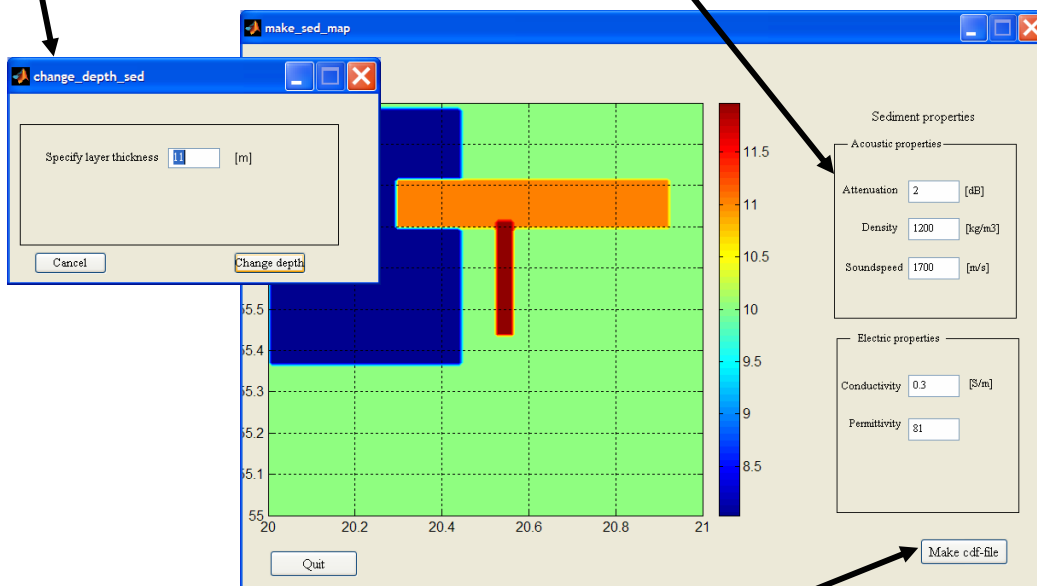 make_sed_map
change_depth_sed
Specify layer thickness 11 [m]
Cancel Change depth
Sediment properties
Acoustic properties
Attenuation 2 [dB]
Density 1200 [kg/m3]
Soundspeed 1700 [m/s]
Electric properties
Conductivity 0.3 [S/m]
Permittivity 81
11.5
11
10.5
10
9.5
9
8.5
55.5
55.4
55.3
55.2
55.1
55
20 20.2 20.4 20.6 20.8 21
Quit
Make cdf-file